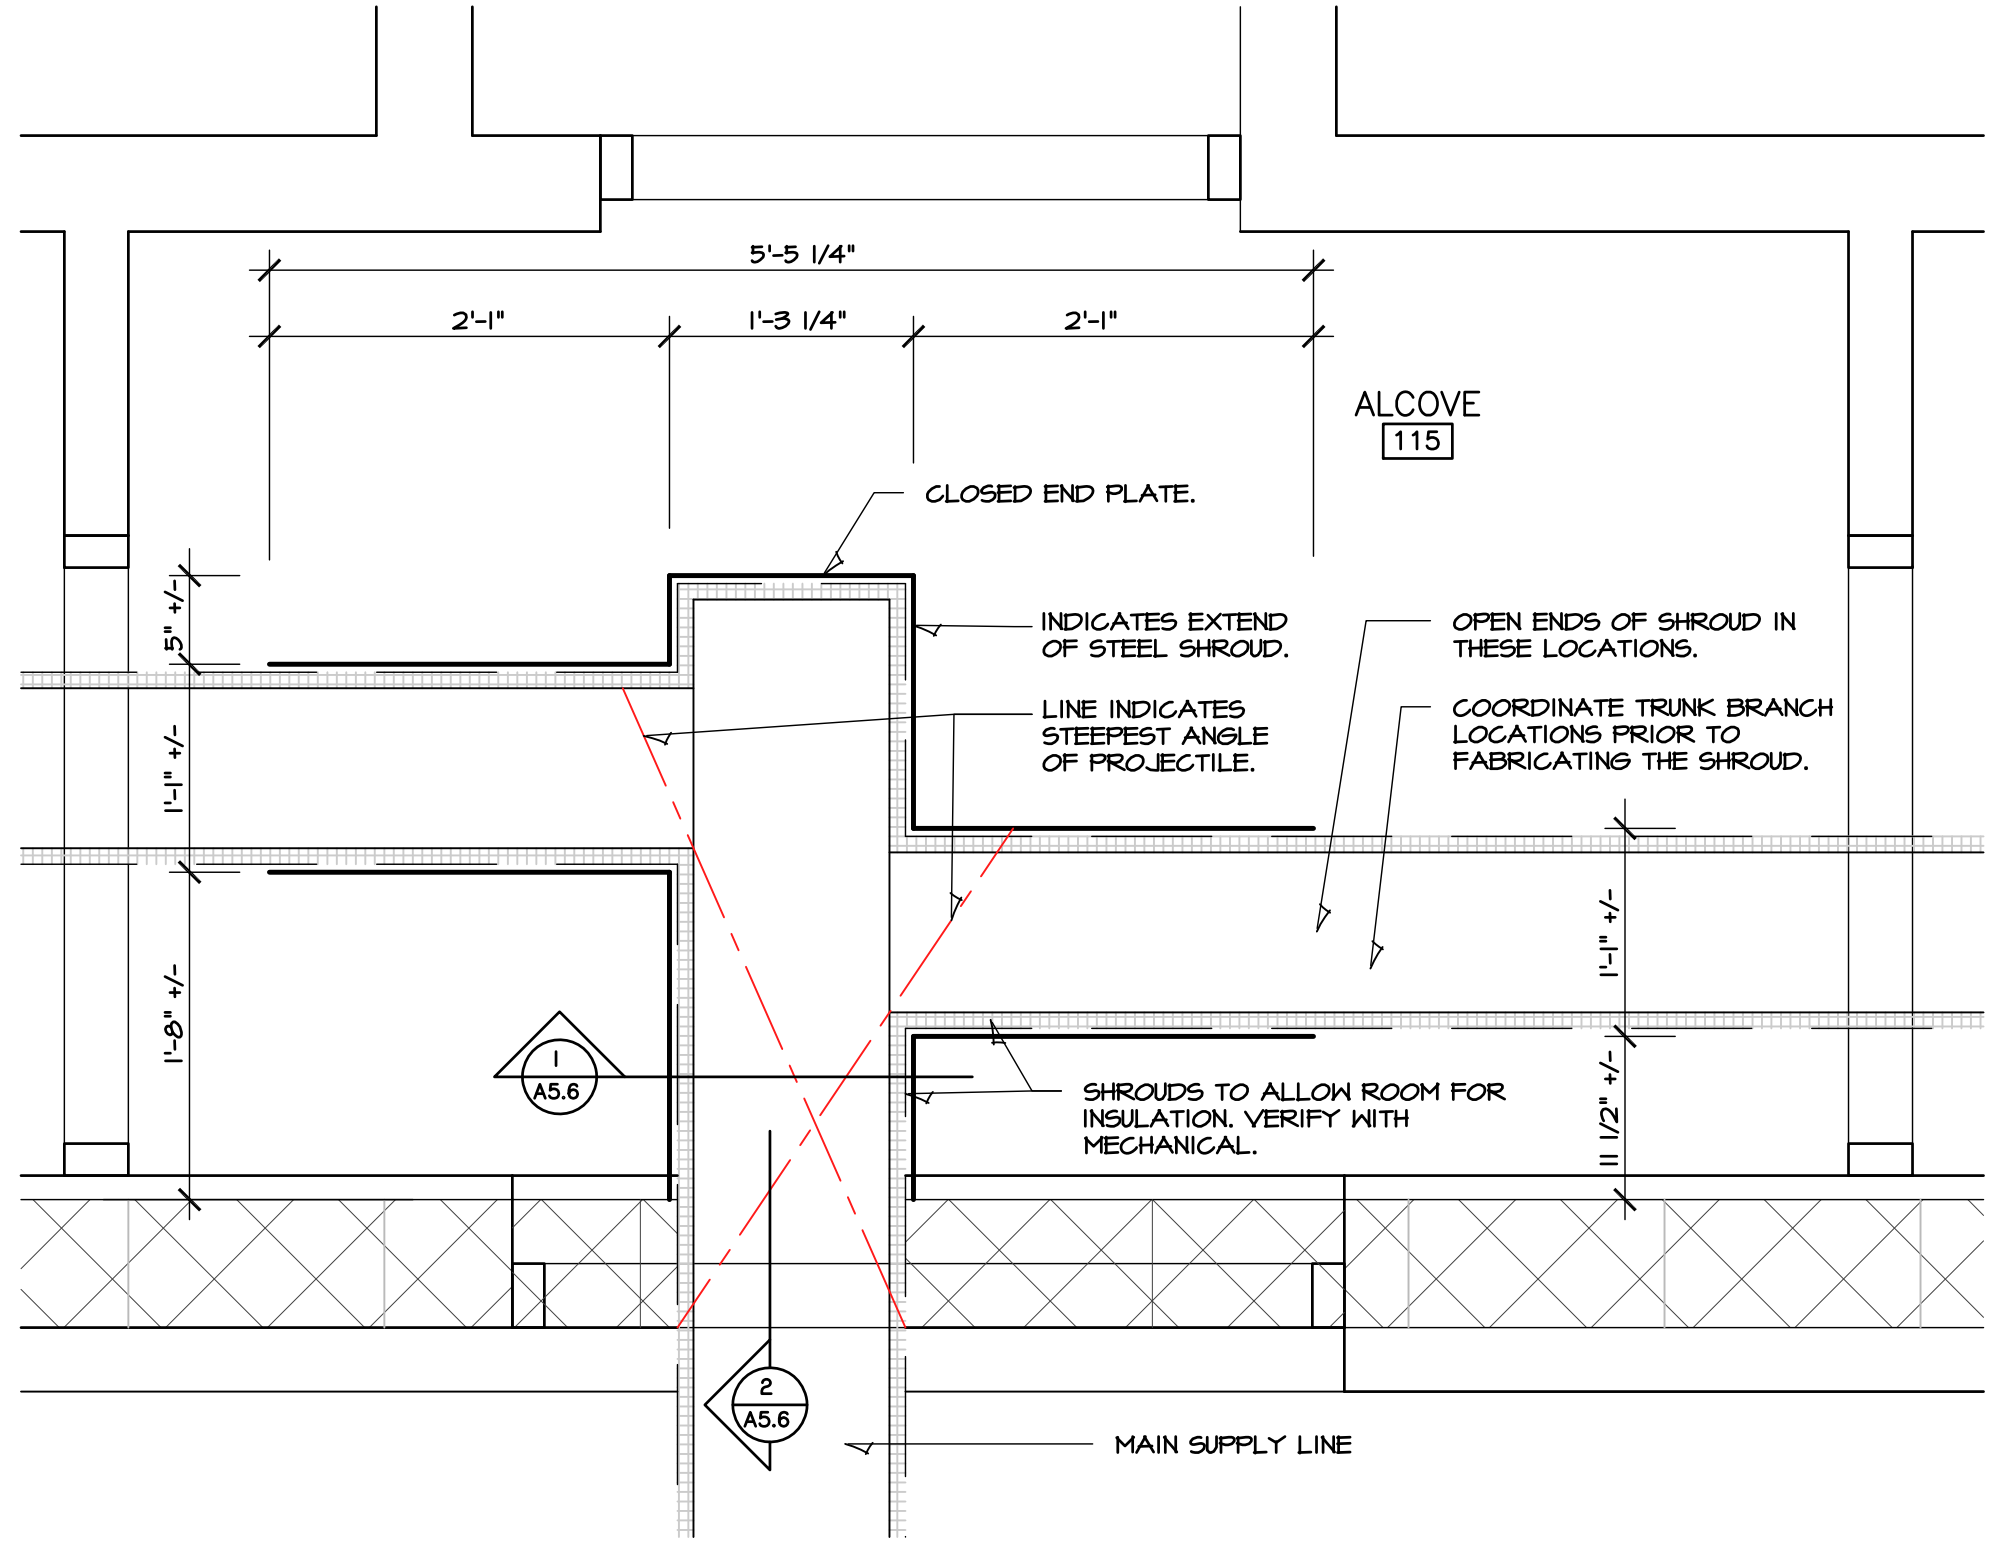 5'-5 1/4"
2'-1"
1'-3 1/4"
2'-1"
ALCOVE
115
CLOSED END PLATE.
5" +/-
INDICATES EXTEND
OF STEEL SHROUD.
OPEN ENDS OF SHROUD IN
THESE LOCATIONS.
LINE INDICATES
STEEPEST ANGLE
OF PROJECTILE.
COORDINATE TRUNK BRANCH
LOCATIONS PRIOR TO
FABRICATING THE SHROUD.
1'-1" +/-
1'-1" +/-
1'-8" +/-
1
A5.6
SHROUDS TO ALLOW ROOM FOR
INSULATION. VERIFY WITH
MECHANICAL.
11 1/2" +/-
2
A5.6
MAIN SUPPLY LINE